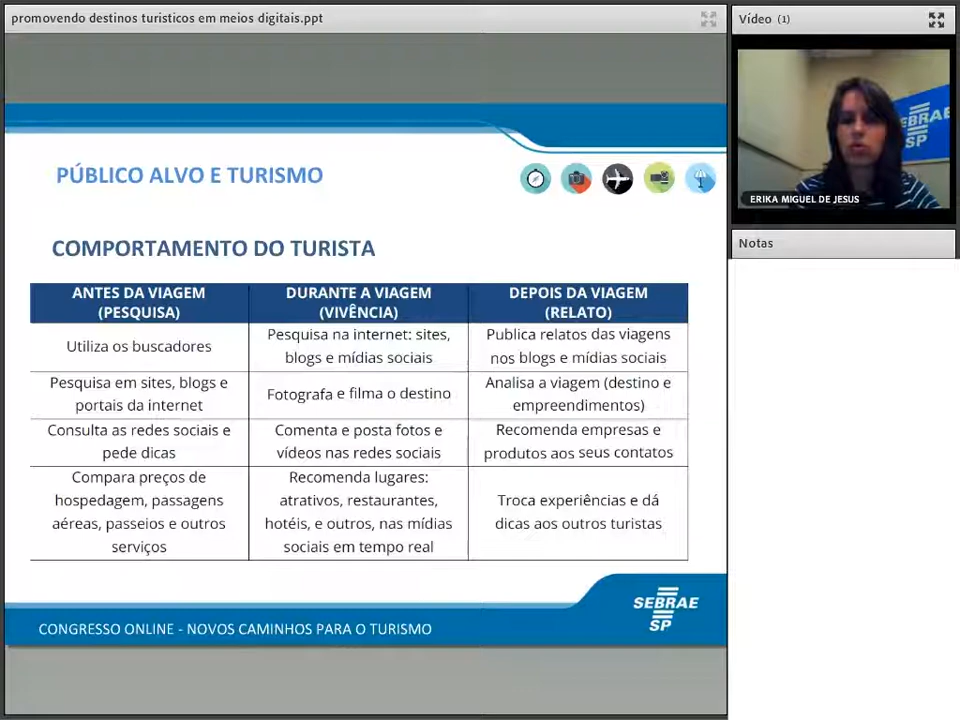 promovendo destinos turisticos em meios digitais.ppt
Vídeo (1)
EBRAE
SP
ERIKA MIGUEL DE JESUS
Notas
PÚBLICO ALVO E TURISMO
COMPORTAMENTO DO TURISTA
ANTES DA VIAGEM
(PESQUISA)
DURANTE A VIAGEM
(VIVÊNCIA)
DEPOIS DA VIAGEM
(RELATO)
Utiliza os buscadores
Pesquisa na internet: sites,
blogs e mídias sociais
Publica relatos das viagens
nos blogs e mídias sociais
Pesquisa em sites, blogs e
portais da internet
Fotografa e filma o destino
Analisa a viagem (destino e
empreendimentos)
Consulta as redes sociais e
pede dicas
Comenta e posta fotos e
vídeos nas redes sociais
Recomenda empresas e
produtos aos seus contatos
Compara preços de
hospedagem, passagens
aéreas, passeios e outros
serviços
Recomenda lugares:
atrativos, restaurantes,
hotéis, e outros, nas mídias
sociais em tempo real
Troca experiências e dá
dicas aos outros turistas
SEBRAE
SP
CONGRESSO ONLINE - NOVOS CAMINHOS PARA O TURISMO